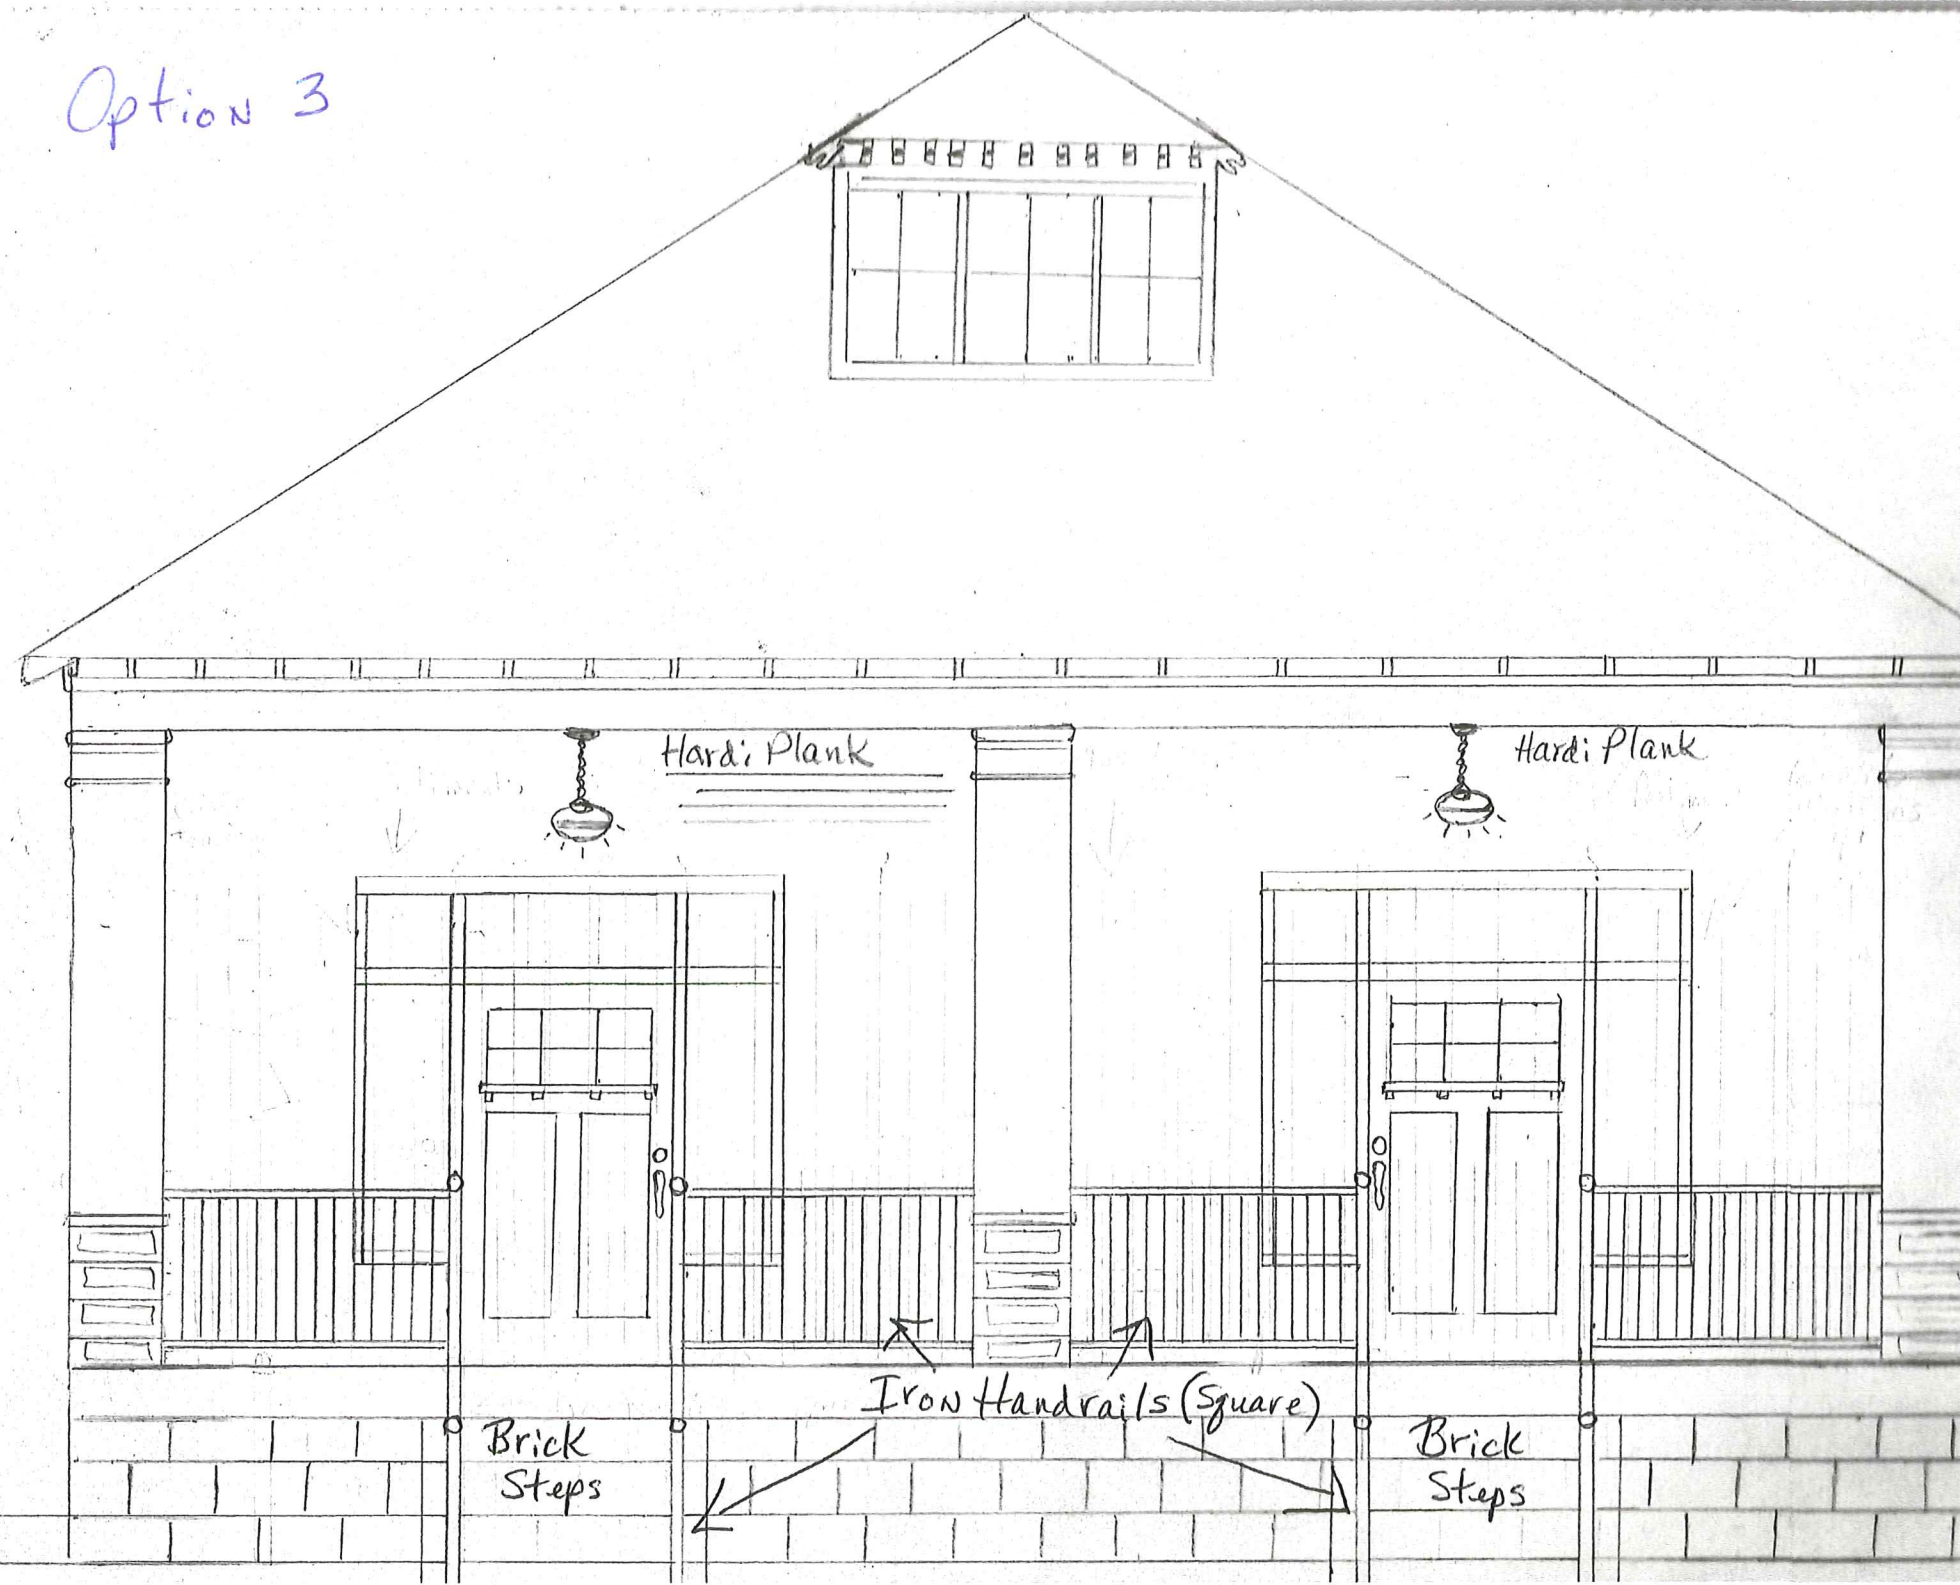 Option 3
Hardi Plank
Hardi Plank
Iron Handrails (Square)
Brick
Steps
Brick
Steps